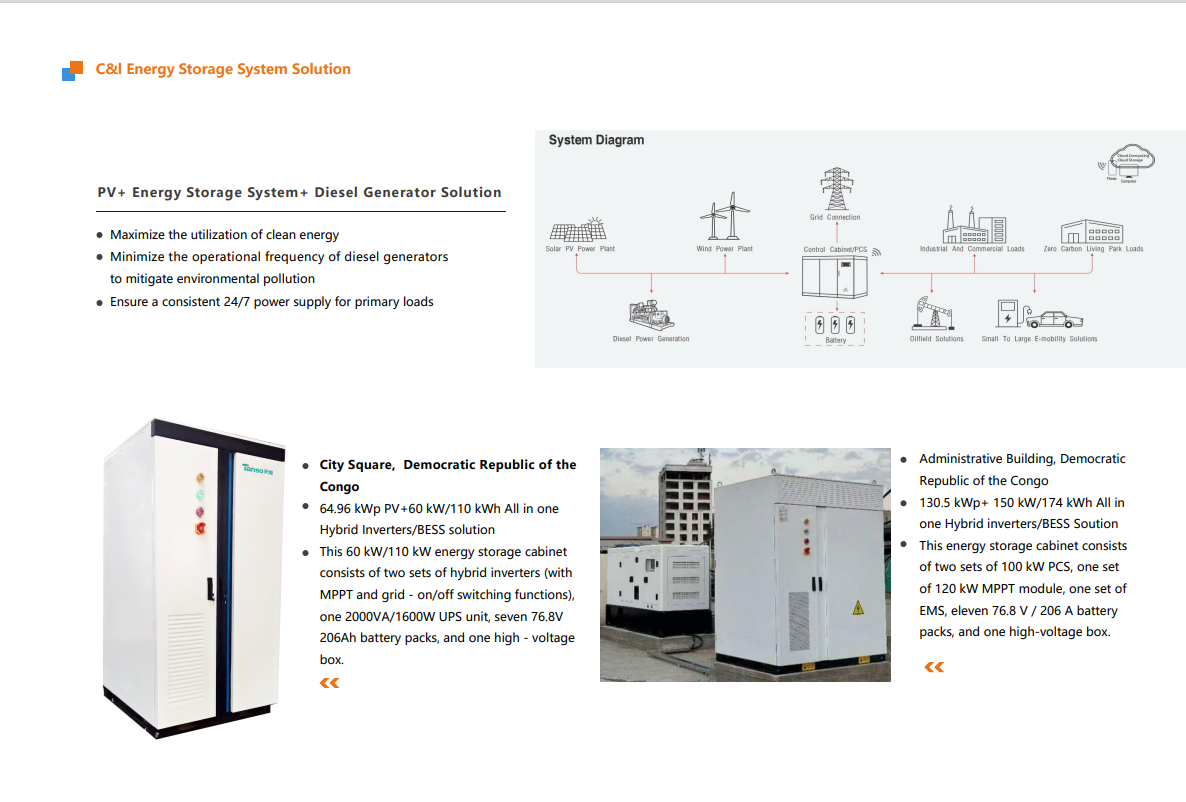 C&I Energy Storage System Solution
PV+ Energy Storage System+ Diesel Generator Solution
Maximize the utilization of clean energy
Minimize the operational frequency of diesel generators
to mitigate environmental pollution
Ensure a consistent 24/7 power supply for primary loads
System Diagram
Cloud Computing
Cloud Storage
Phone
Computer
Grid Connection
Solar PV Power Plant
Wind Power Plant
Control Cabinet/PCS
Industrial And Commercial Loads
Zero Carbon Living Park Loads
Diesel Power Generation
Battery
Oilfield Solutions
Small To Large E-mobility Solutions
Tanso
City Square, Democratic Republic of the
Congo
64.96 kWp PV+60 kW/110 kWh All in one
Hybrid Inverters/BESS solution
This 60 kW/110 kW energy storage cabinet
consists of two sets of hybrid inverters (with
MPPT and grid - on/off switching functions),
one 2000VA/1600W UPS unit, seven 76.8V
206Ah battery packs, and one high - voltage
box.
Administrative Building, Democratic
Republic of the Congo
130.5 kWp+ 150 kW/174 kWh All in
one Hybrid inverters/BESS Soution
This energy storage cabinet consists
of two sets of 100 kW PCS, one set
of 120 kW MPPT module, one set of
EMS, eleven 76.8 V / 206 A battery
packs, and one high-voltage box.